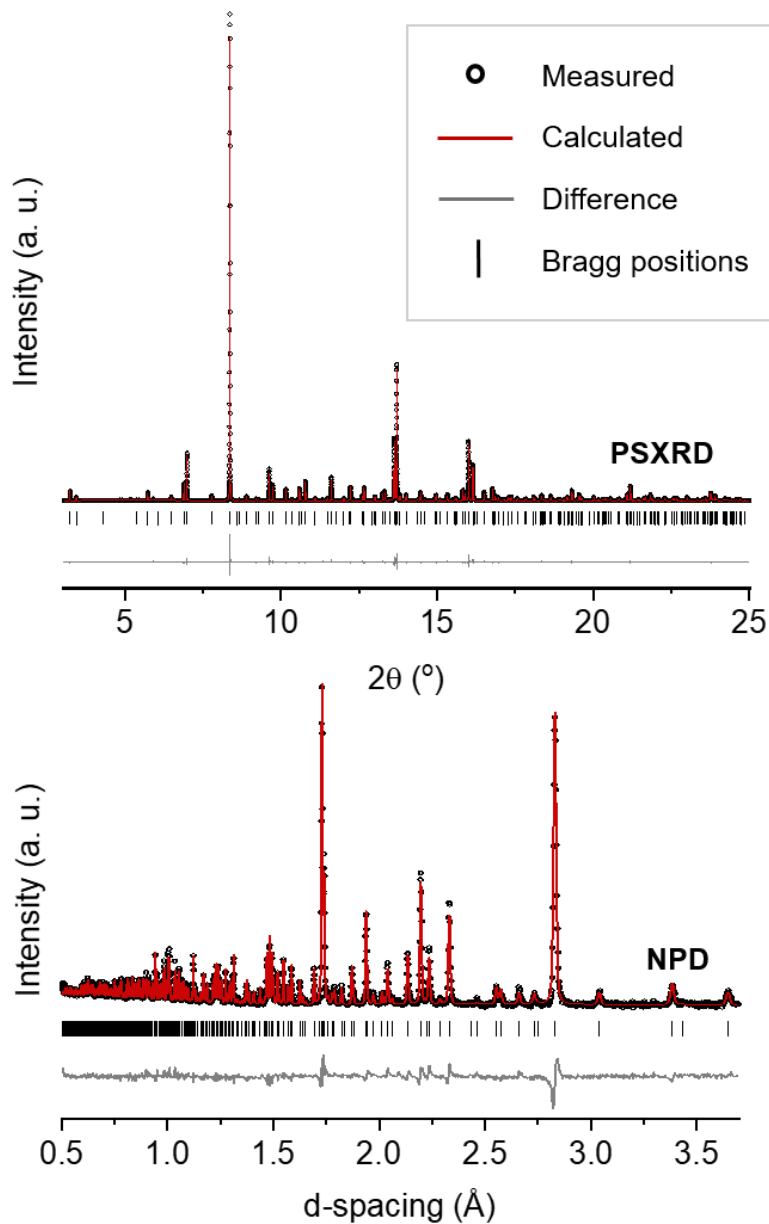 Intensity (a. u.)
Measured
Calculated
Difference
Bragg positions
PSXRD
5 10 15 20 25
2θ (º)
Intensity (a. u.)
NPD
0.5 1.0 1.5 2.0 2.5 3.0 3.5
d-spacing (Å)